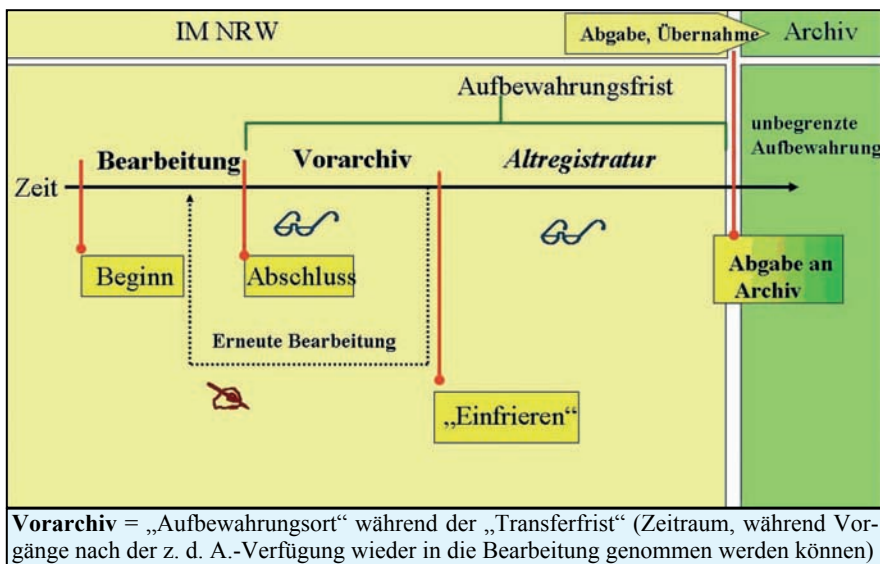 IM NRW
Abgabe, Übernahme
Archiv
Aufbewahrungsfrist
unbegrenzte
Aufbewahrung
Bearbeitung
Vorarchiv
Altregistratur
Zeit
Beginn
Abschluss
Abgabe an
Archiv
Erneute Bearbeitung
„Einfrieren“
Vorarchiv = „Aufbewahrungsort“ während der „Transferfrist“ (Zeitraum, während Vor-
gänge nach der z. d. A.-Verfügung wieder in die Bearbeitung genommen werden können)